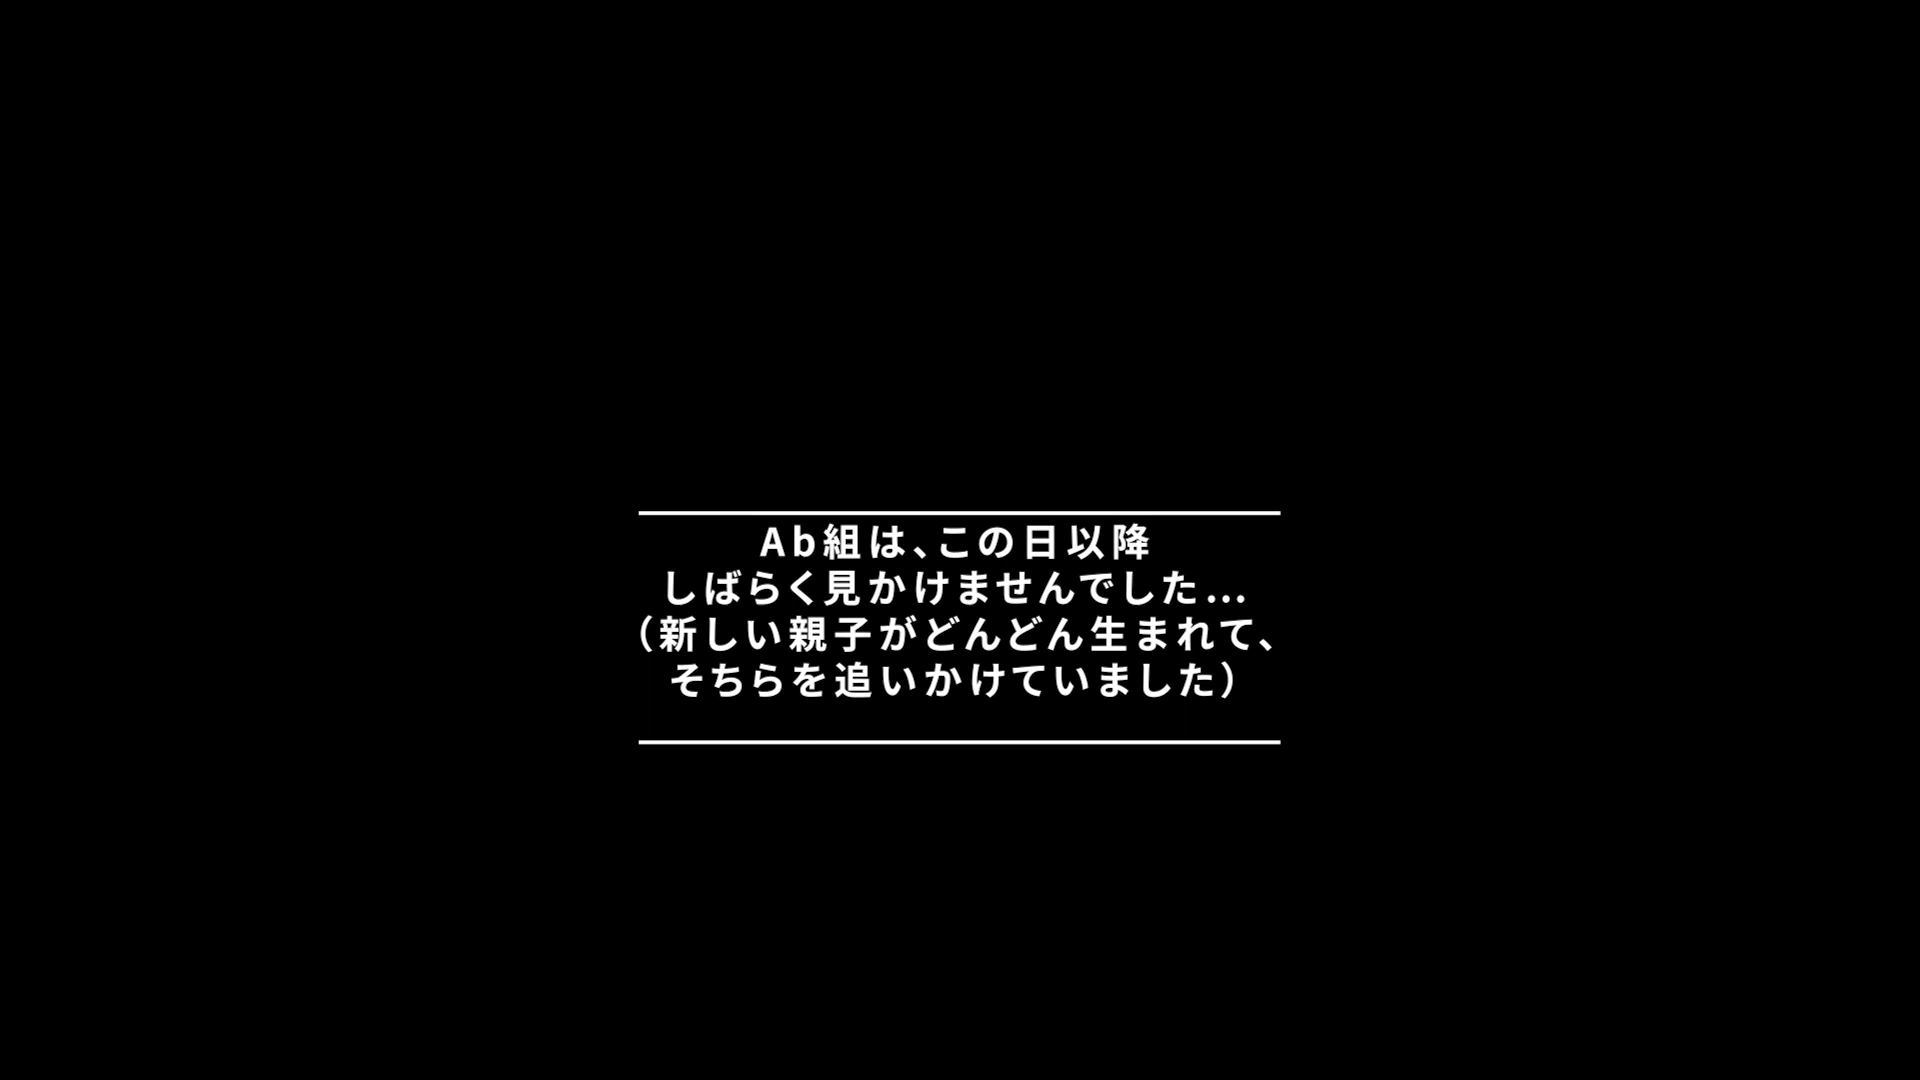 Ab組は、この日以降
しばらく見かけませんでした...
（新しい親子がどんどん生まれて、
そちらを追いかけていました）